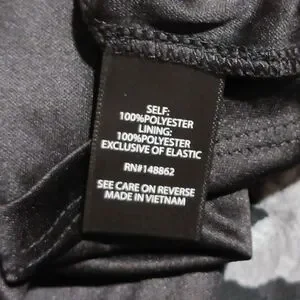 SELF:
100%POLYESTER
LINING:
100%POLYESTER
EXCLUSIVE OF ELASTIC
RN#148862
SEE CARE ON REVERSE
MADE IN VIETNAM